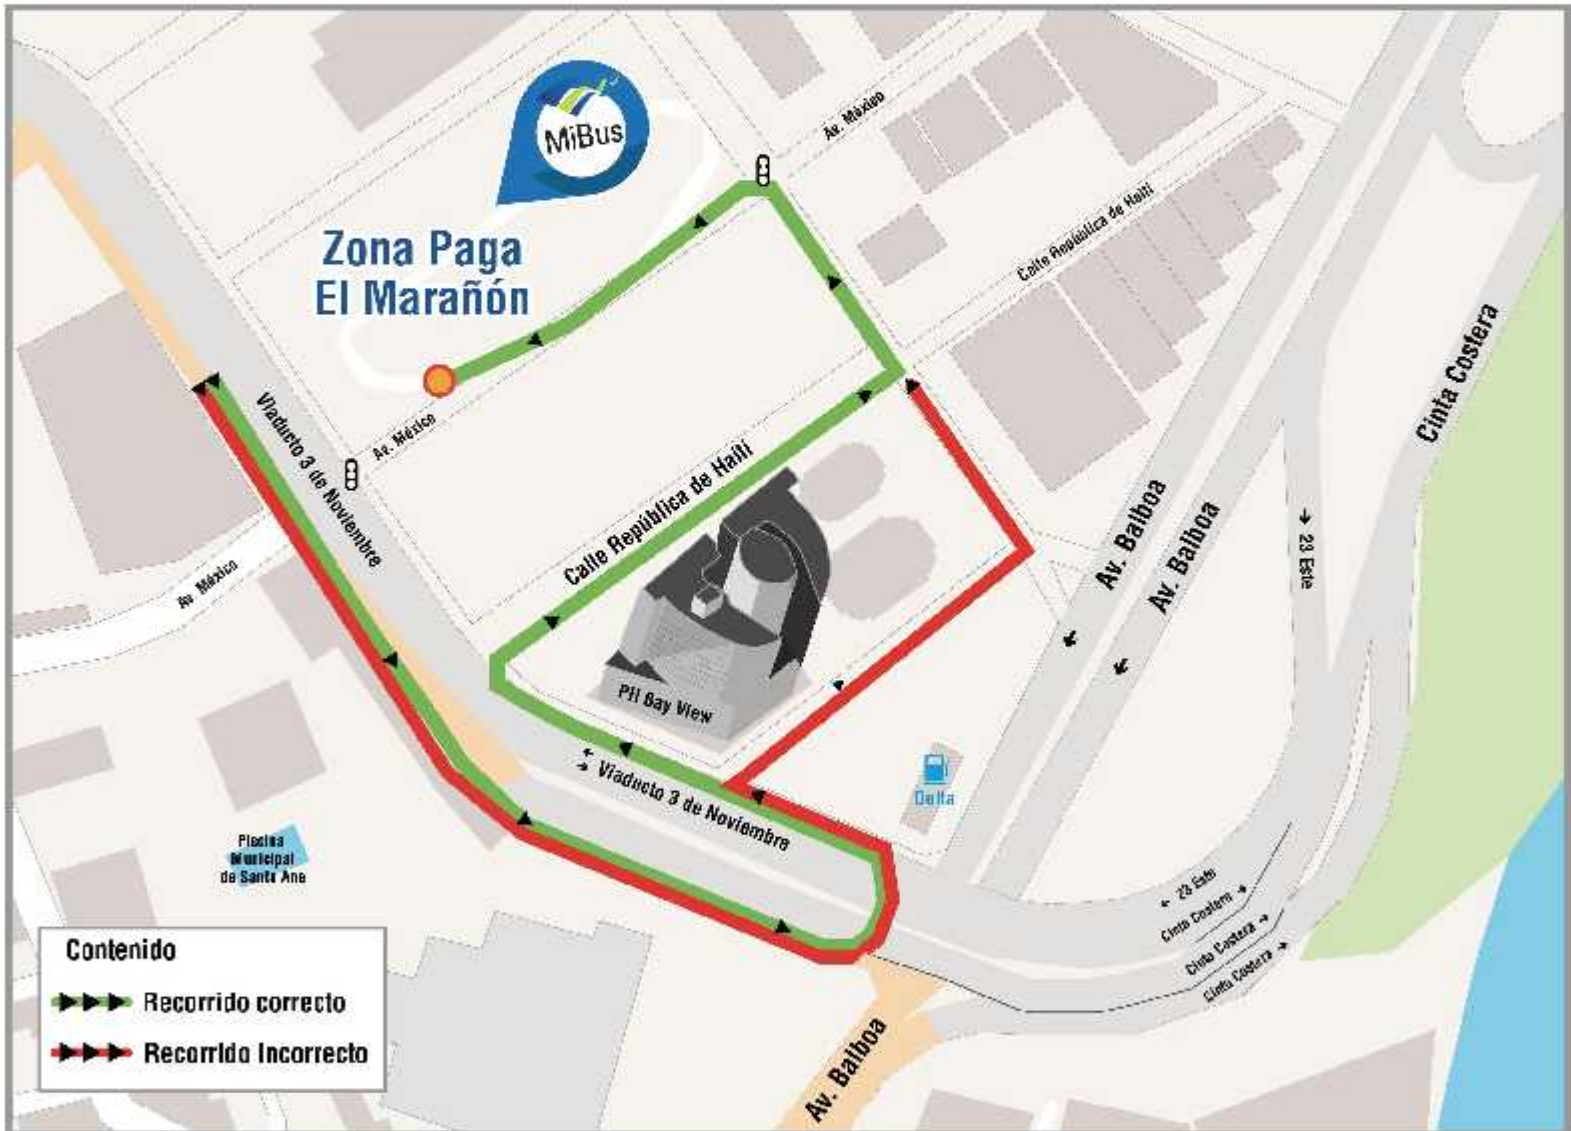 MiBus
Av. México
Zona Paga
El Marañón
Calle República de Haití
Cinta Costera
Viaducto 3 de Noviembre
Av. México
Calle República de Haití
Av. Balboa
Av. Balboa
→ 23 Este
Av. México
PH Bay View
Viaducto 3 de Noviembre
Delta
Piscina
Municipal
de Santa Ana
← 23 Este
Cinta Costera →
Cinta Costera →
Cinta Costera →
Av. Balboa
Contenido
Recorrido correcto
Recorrido Incorrecto